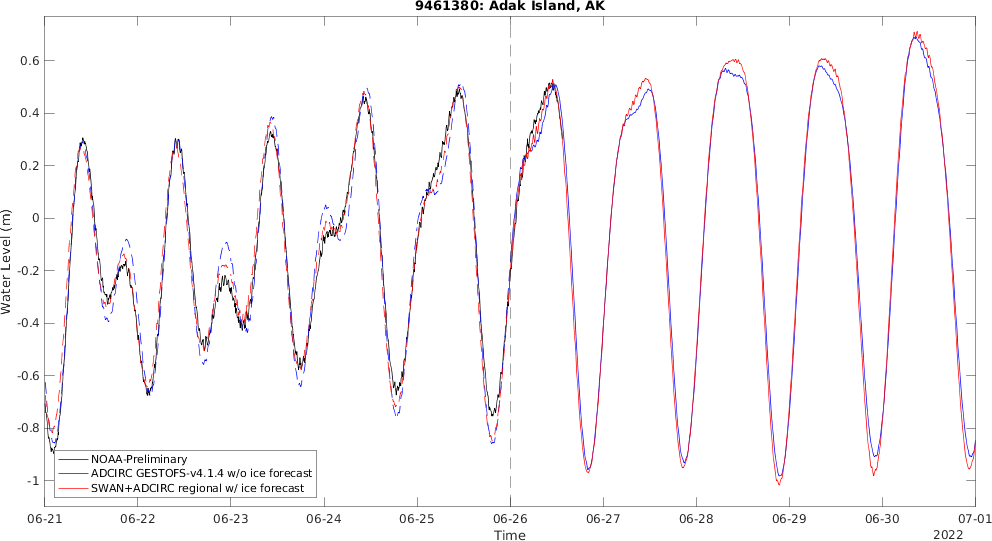 9461380: Adak Island, AK
Water Level (m)
0.6
0.4
0.2
0
-0.2
-0.4
-0.6
-0.8
-1
NOAA-Preliminary
ADCIRC GESTOFS-v4.1.4 w/o ice forecast
SWAN+ADCIRC regional w/ ice forecast
06-21 06-22 06-23 06-24 06-25 06-26 06-27 06-28 06-29 06-30 07-01
Time
2022